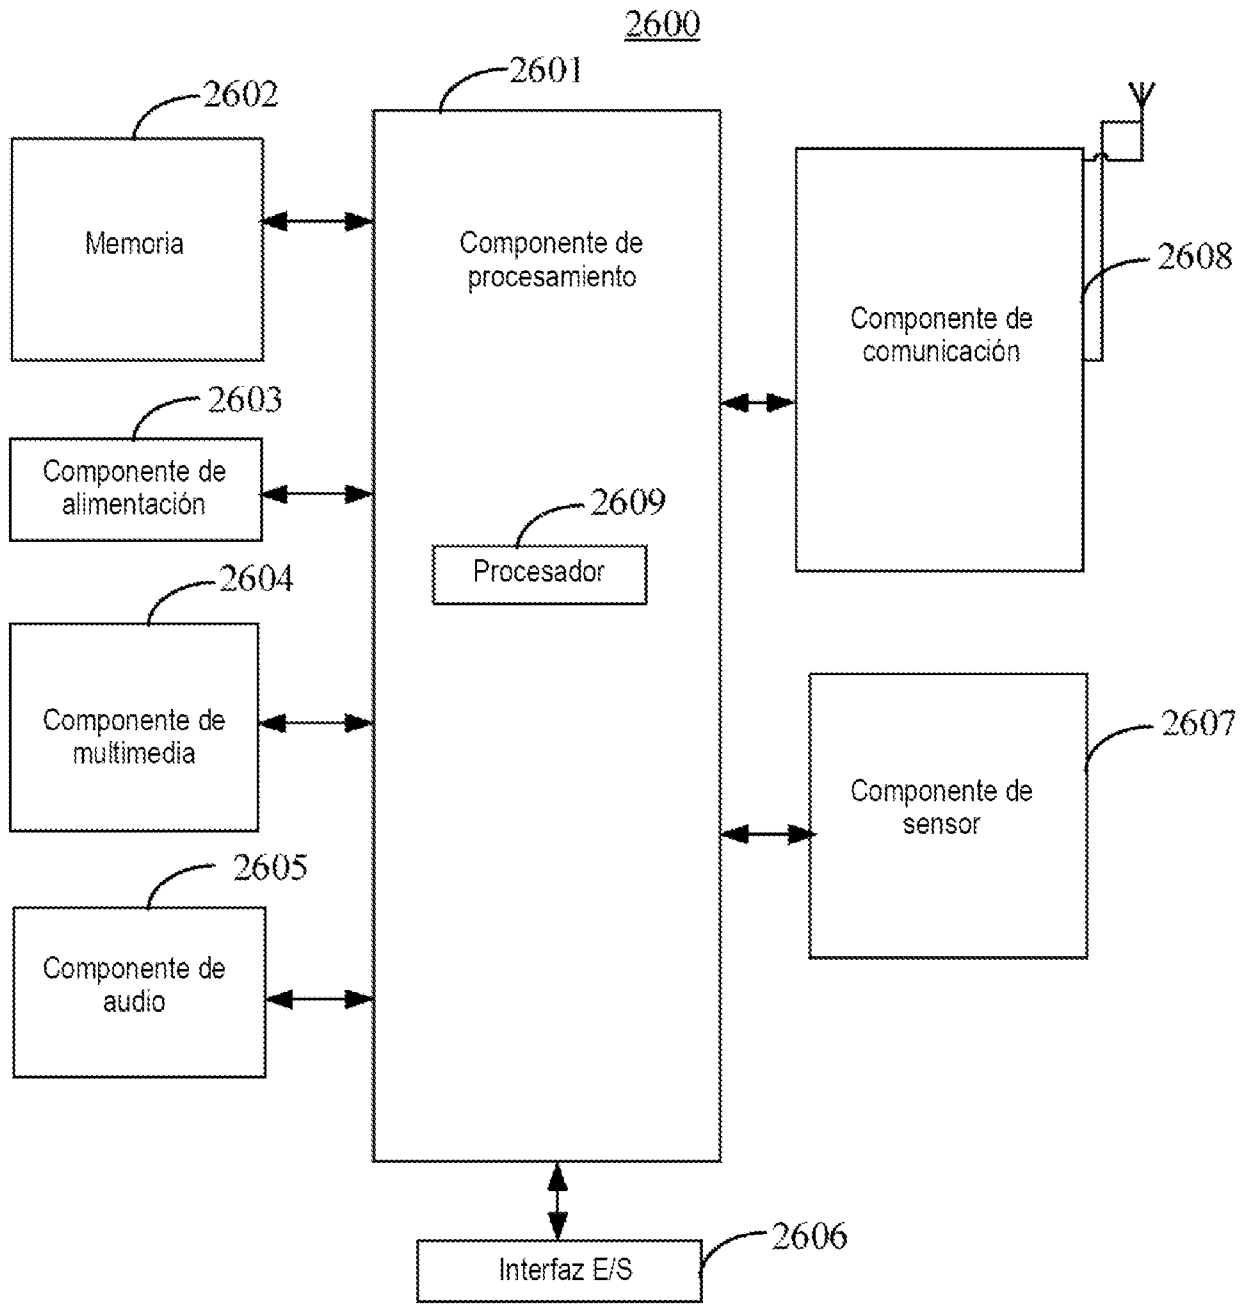 2600
2601
2602
Memoria
Componente de
procesamiento
2608
Componente de
comunicación
2603
Componente de
alimentación
2609
Procesador
2604
Componente de
multimedia
2607
Componente de
sensor
2605
Componente de
audio
2606
Interfaz E/S